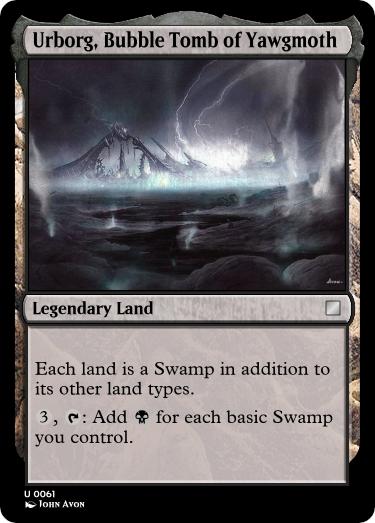 Urborg, Bubble Tomb of Yawgmoth
Legendary Land
Each land is a Swamp in addition to
its other land types.
3, : Add for each basic Swamp
you control.
U 0061
John Avon